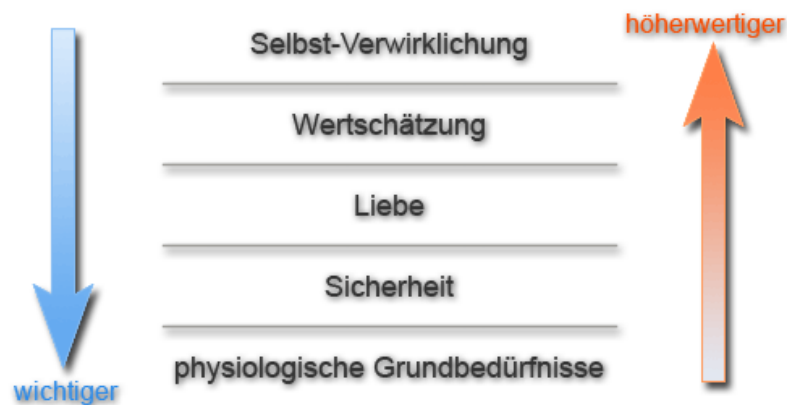 höherwertiger
Selbst-Verwirklichung
Wertschätzung
Liebe
Sicherheit
physiologische Grundbedürfnisse
wichtiger